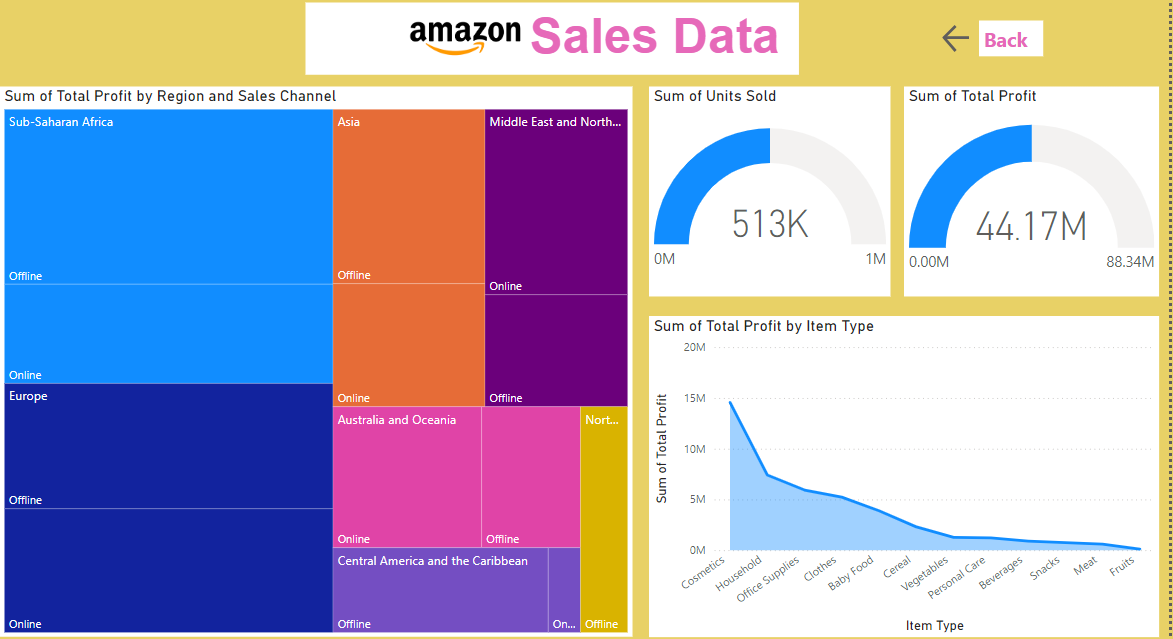 amazon Sales Data
Back
Sum of Total Profit by Region and Sales Channel
Sub-Saharan Africa
Offline
Online
Europe
Offline
Online
Asia
Offline
Online
Middle East and North...
Online
Offline
Australia and Oceania
Online
Offline
Central America and the Caribbean
Offline
On...
Nort...
Offline
Sum of Units Sold
513K
0M
1M
Sum of Total Profit
44.17M
0.00M
88.34M
Sum of Total Profit by Item Type
Sum of Total Profit
20M
15M
10M
5M
0M
Cosmetics
Household
Office Supplies
Clothes
Baby Food
Cereal
Vegetables
Personal Care
Beverages
Snacks
Meat
Fruits
Item Type